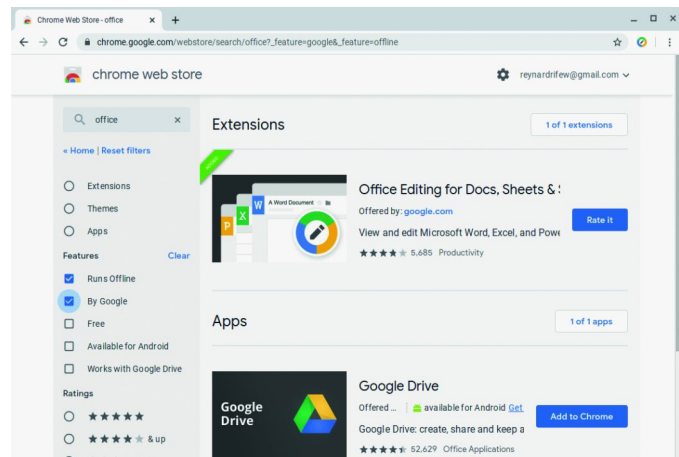 Chrome Web Store - office × +
chrome.google.com/webstore/search/office?_feature=google&_feature=offline
chrome web store
reynardrifew@gmail.com
office ×
« Home | Reset filters
Extensions
Themes
Apps
Features Clear
Runs Offline
By Google
Free
Available for Android
Works with Google Drive
Ratings
& up
Extensions
1 of 1 extensions
W A Word Document
X
P
Office Editing for Docs, Sheets & S
Offered by: google.com
View and edit Microsoft Word, Excel, and Powe
5,685 Productivity
Rate it
Apps
1 of 1 apps
Google
Drive
Google Drive
Offered ... available for Android Get
Google Drive: create, share and keep a
52,629 Office Applications
Add to Chrome